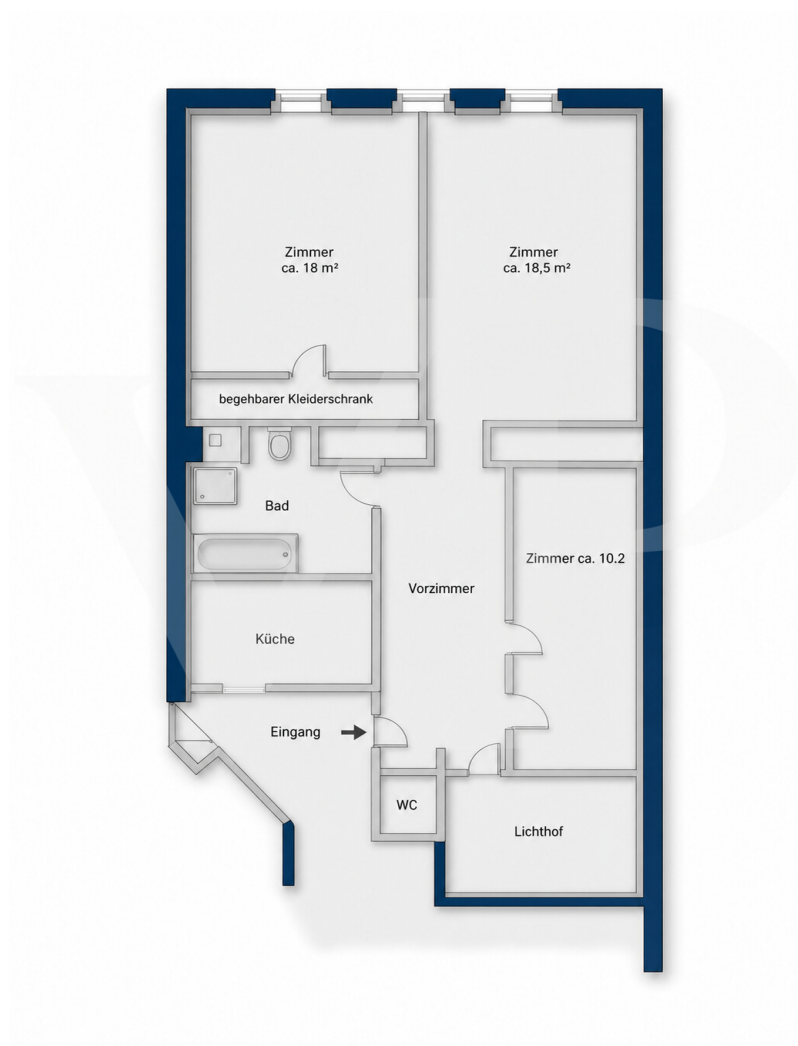 Zimmer
ca. 18 m²
Zimmer
ca. 18,5 m²
begehbarer Kleiderschrank
Bad
Zimmer ca. 10.2
Vorzimmer
Küche
Eingang
WC
Lichthof